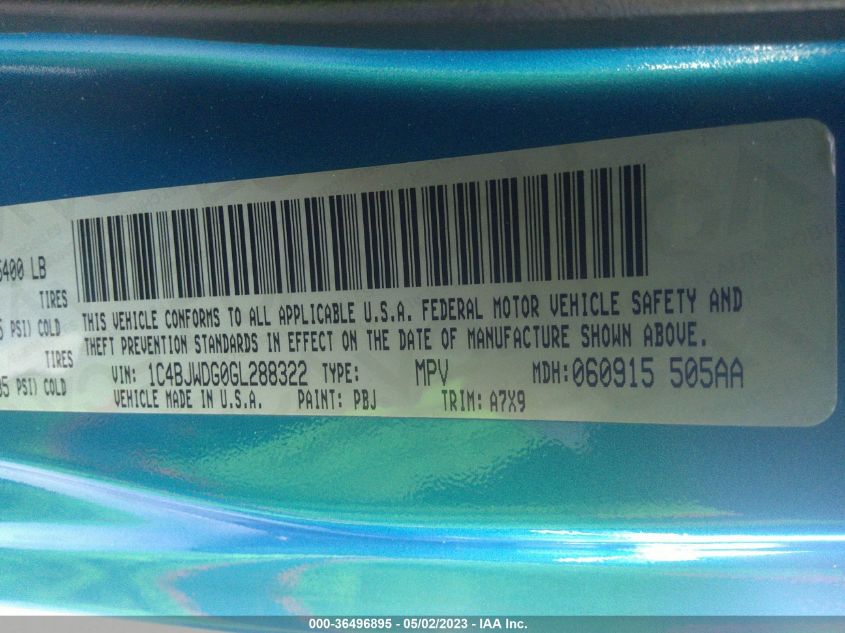 6400 LB
TIRES
5 PSI) COLD
TIRES
35 PSI) COLD
THIS VEHICLE CONFORMS TO ALL APPLICABLE U.S.A. FEDERAL MOTOR VEHICLE SAFETY AND
THEFT PREVENTION STANDARDS IN EFFECT ON THE DATE OF MANUFACTURE SHOWN ABOVE.
VIN: 1C4BJWDG0GL288322 TYPE: MPV MDH: 060915 505AA
VEHICLE MADE IN U.S.A. PAINT: PBJ TRIM: A7X9
000-36496895 - 05/02/2023 - IAA Inc.